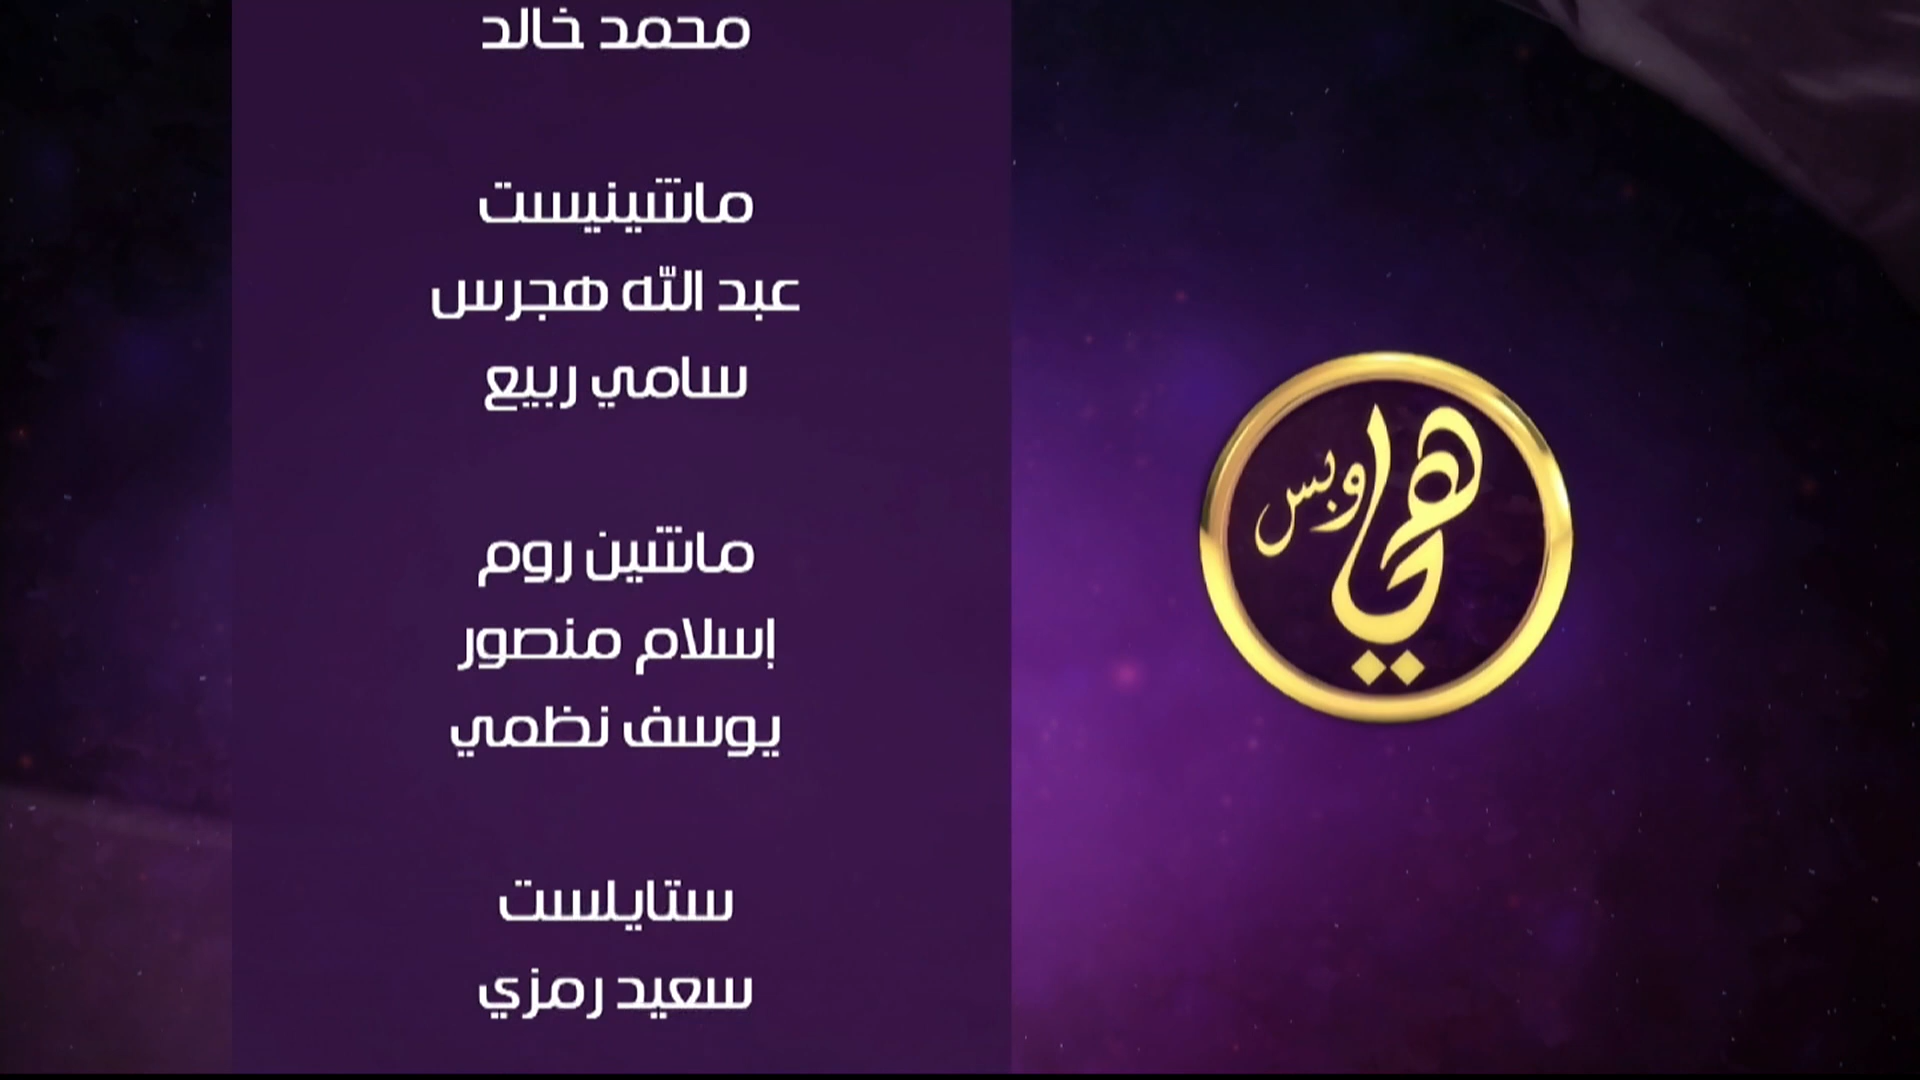 محمد خالد
ماشينيست
عبد الله هجرس
سامي ربيع
ماشين روم
إسلام منصور
يوسف نظمي
ستايلست
سعيد رمزي
هي وبس